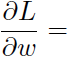 ∂L/∂w =